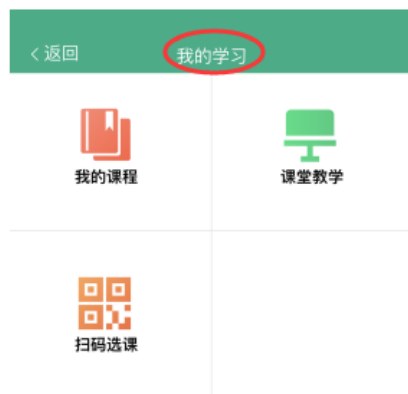 返回
我的学习
我的课程
课堂教学
扫码选课